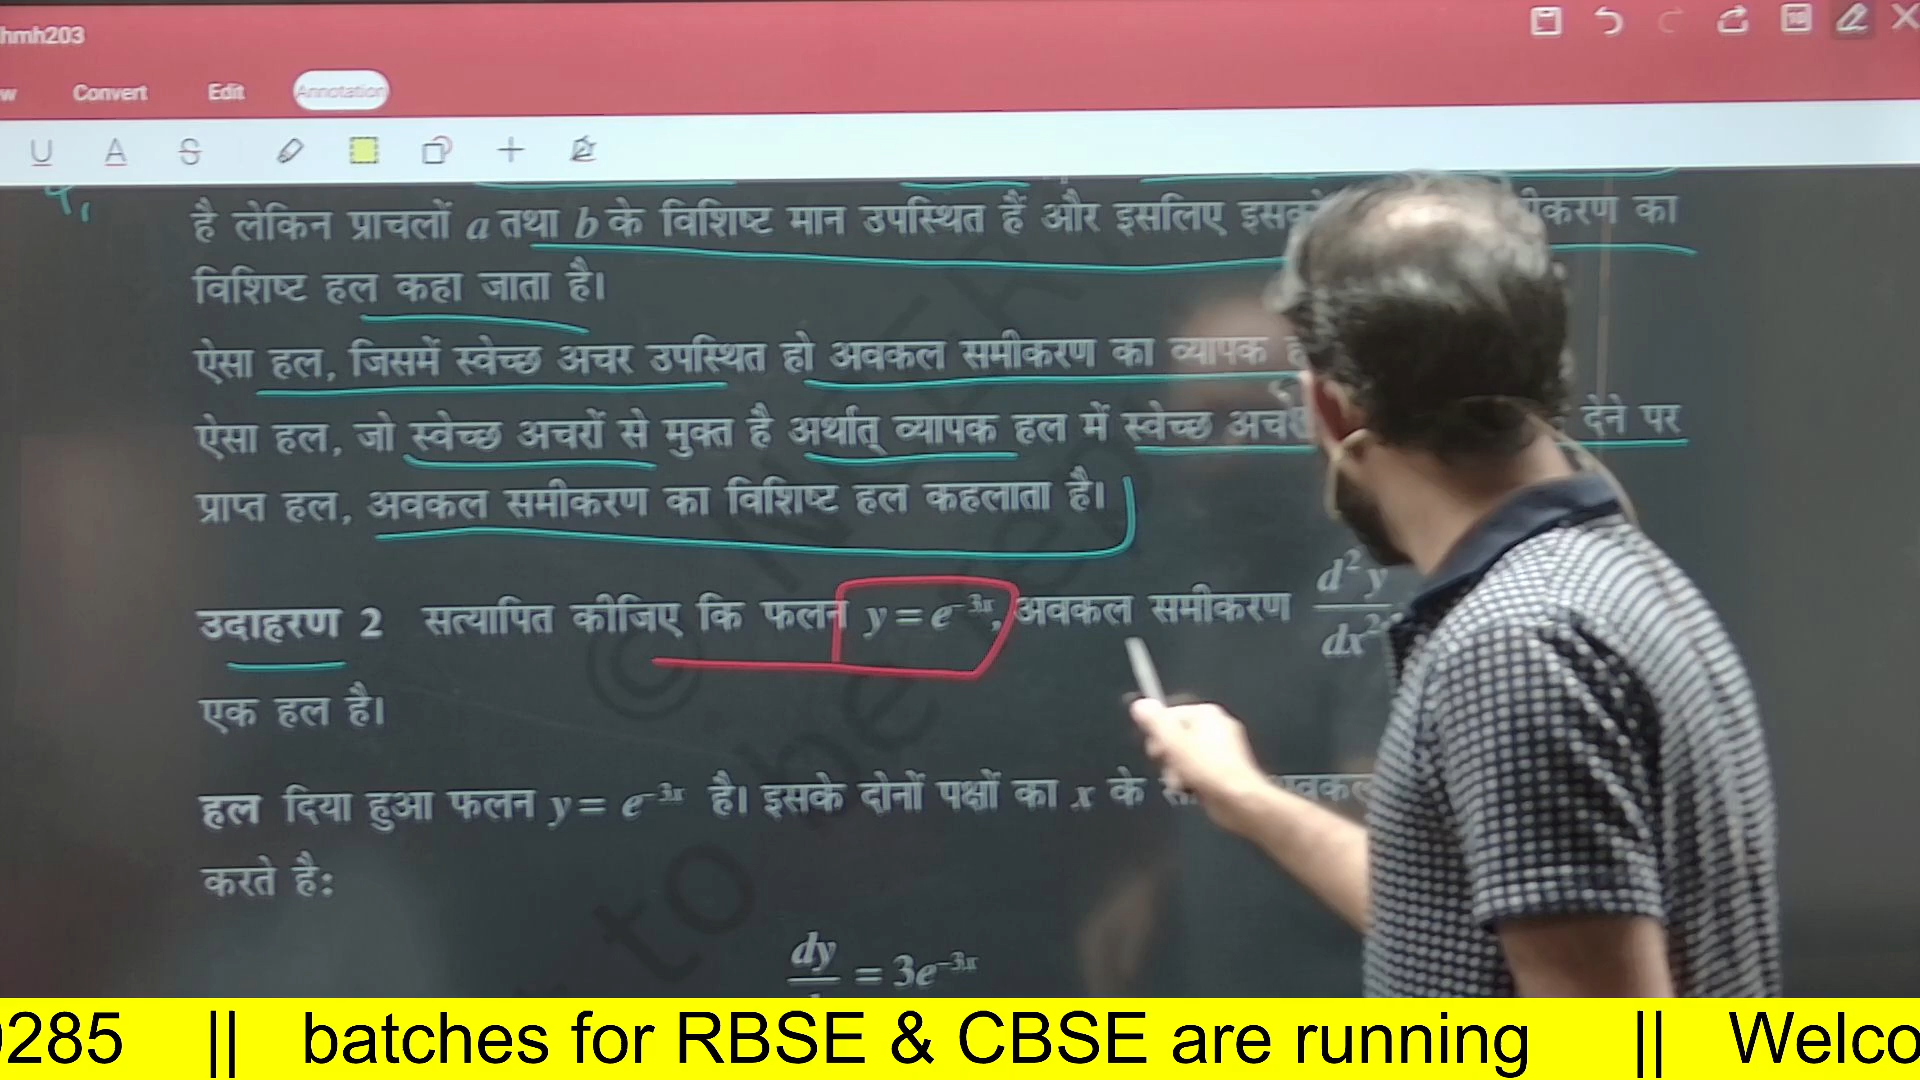 hmh203
w Convert Edit Annotation
U A S
है लेकिन प्राचलों a तथा b के विशिष्ट मान उपस्थित हैं और इसलिए इसको करण का
विशिष्ट हल कहा जाता है।
ऐसा हल, जिसमें स्वेच्छ अचर उपस्थित हो अवकल समीकरण का व्यापक
ऐसा हल, जो स्वेच्छ अचरों से मुक्त है अर्थात् व्यापक हल में स्वेच्छ देने पर
प्राप्त हल, अवकल समीकरण का विशिष्ट हल कहलाता है।
उदाहरण 2 सत्यापित कीजिए कि फलन y = e^-3x, अवकल समीकरण d²y/dx²
एक हल है।
हल दिया हुआ फलन y = e^-3x है। इसके दोनों पक्षों का x के
करते है:
dy = 3e^-3x
285 || batches for RBSE & CBSE are running || Welco